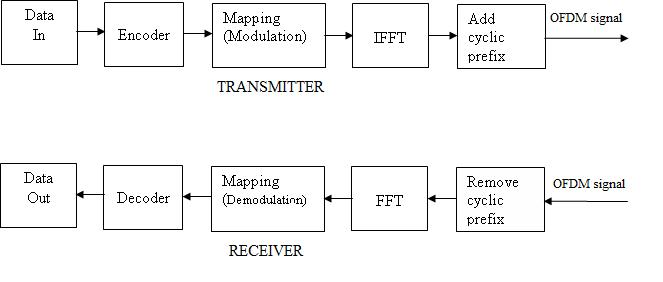 Data
In
Encoder
Mapping
(Modulation)
IFFT
Add
cyclic
prefix
OFDM signal
TRANSMITTER
Data
Out
Decoder
Mapping
(Demodulation)
FFT
Remove
cyclic
prefix
OFDM signal
RECEIVER